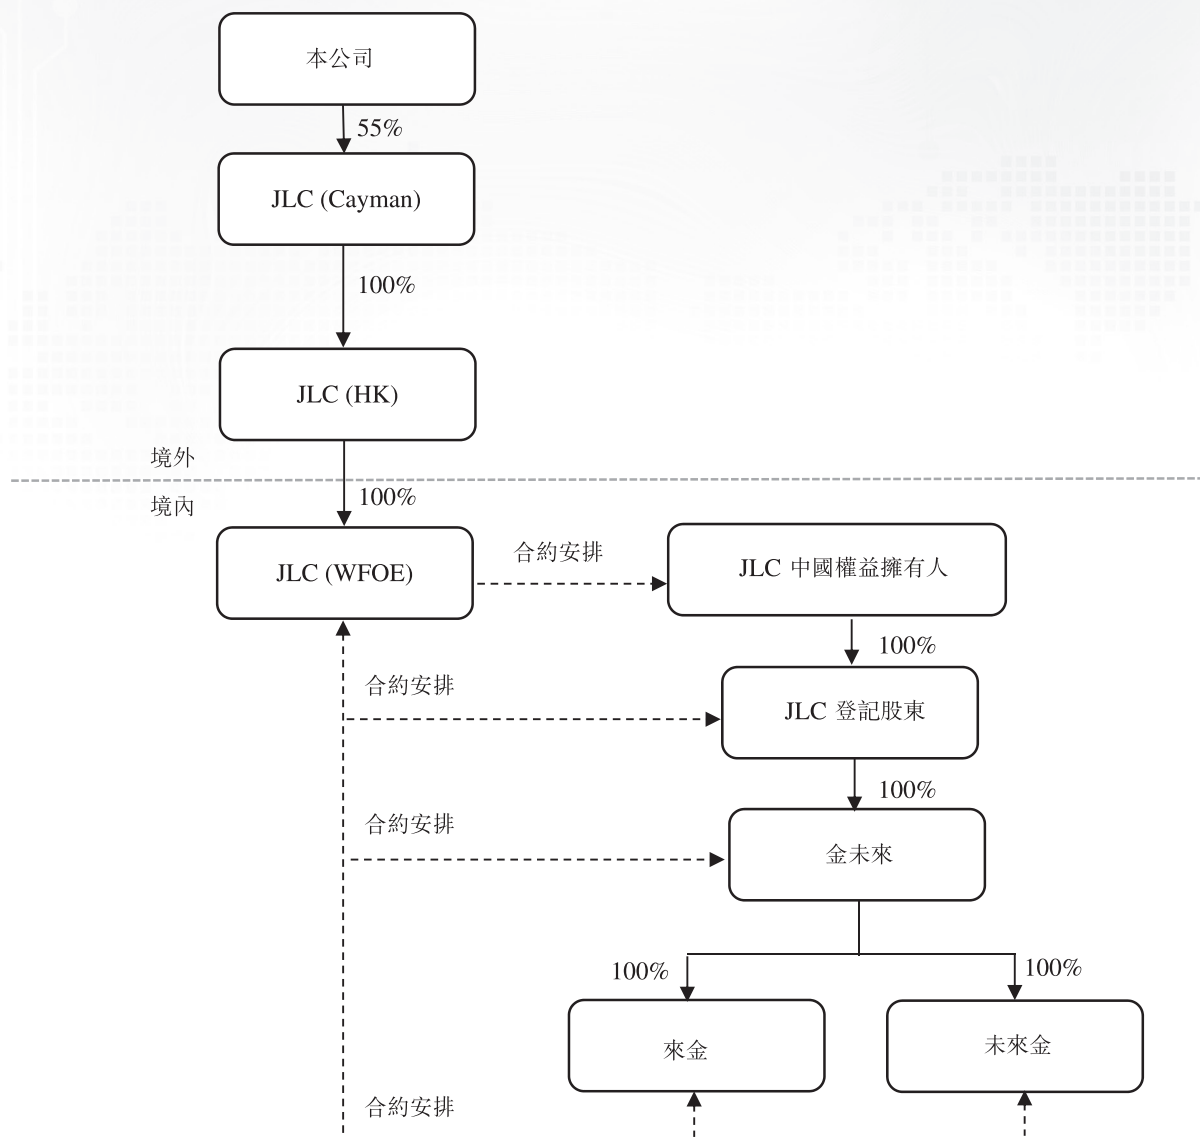 本公司
55%
JLC (Cayman)
100%
JLC (HK)
境外
境內
100%
JLC (WFOE)
合約安排
JLC 中國權益擁有人
100%
合約安排
JLC 登記股東
100%
合約安排
金未來
100%
100%
來金
未來金
合約安排